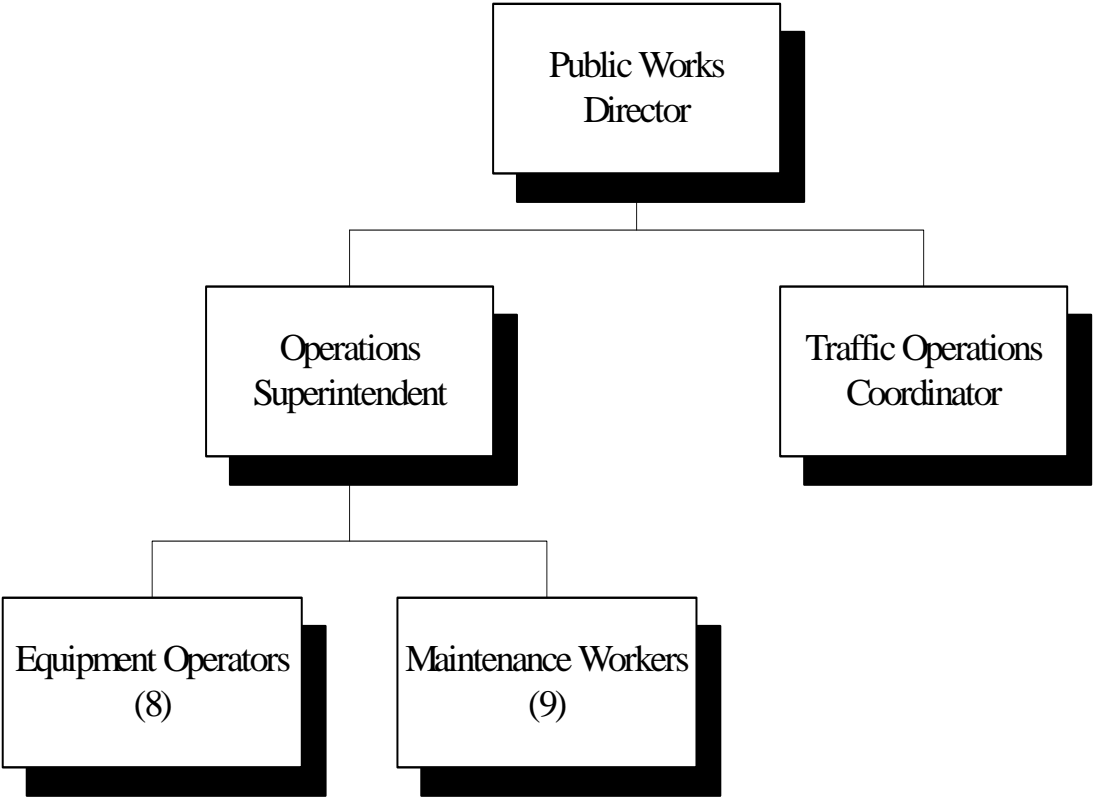 Public Works
Director
Operations
Superintendent
Traffic Operations
Coordinator
Equipment Operators
(8)
Maintenance Workers
(9)